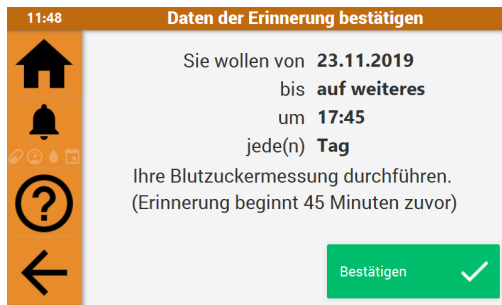 11:48 Daten der Erinnerung bestätigen
Sie wollen von 23.11.2019
bis auf weiteres
um 17:45
jede(n) Tag
Ihre Blutzuckermessung durchführen.
(Erinnerung beginnt 45 Minuten zuvor)
Bestätigen